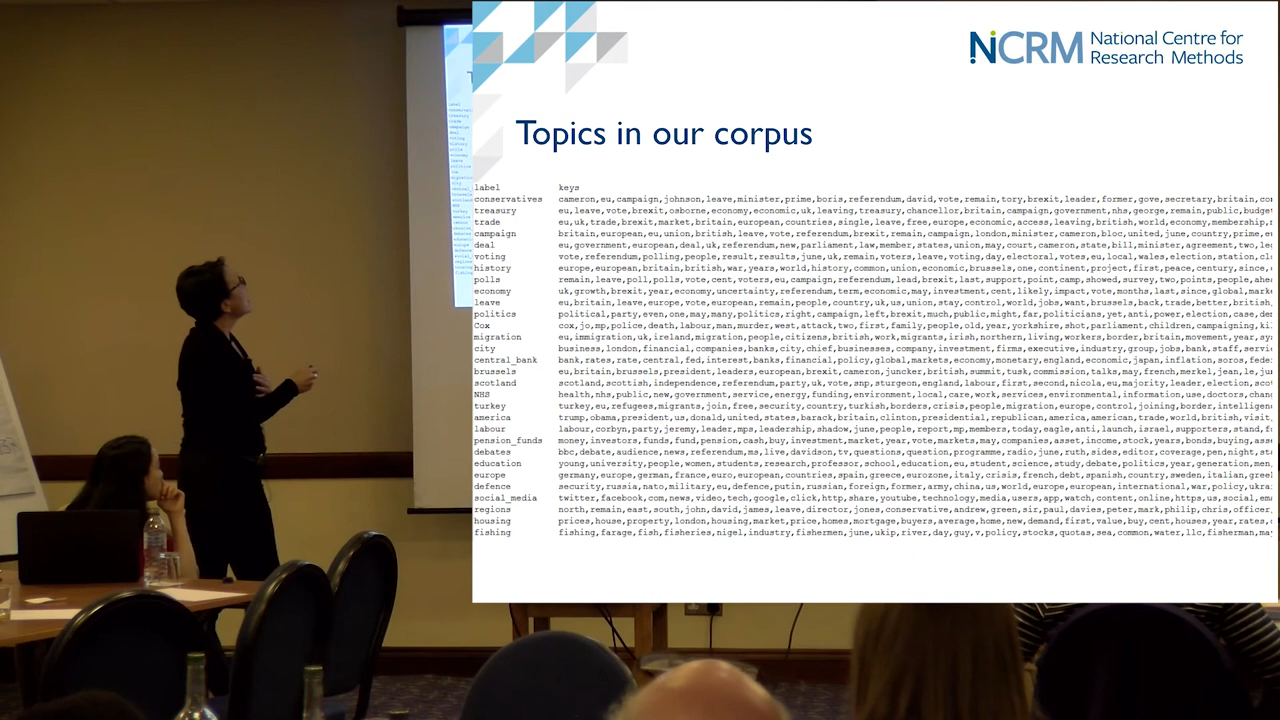 NCRM National Centre for
Research Methods
Topics in our corpus
label keys
conservatives cameron,eu,campaign,johnson,leave,minister,prime,boris,referendum,david,vote,remain,tory,brexit,leader,former,gove,secretary,britain,co
treasury eu,leave,vote,brexit,osborne,economy,economic,uk,leaving,treasury,chancellor,britain,campaign,government,nhs,george,remain,public,budget
trade eu,uk,trade,brexit,market,britain,european,countries,single,leave,free,europe,economic,access,leaving,british,world,economy,membership,
campaign britain,european,eu,union,british,leave,vote,referendum,brexit,remain,campaign,london,minister,cameron,bloc,united,june,country,prime,e
deal eu,government,european,deal,uk,referendum,new,parliament,law,member,states,union,may,court,cameron,state,bill,minister,agreement,two,le
voting vote,referendum,polling,people,result,results,june,uk,remain,voters,leave,voting,day,electoral,votes,eu,local,wales,election,station,cl
history europe,european,britain,british,war,years,world,history,common,union,economic,brussels,one,continent,project,first,peace,century,since,
polls remain,leave,poll,polls,vote,cent,voters,eu,campaign,referendum,lead,brexit,last,support,point,camp,showed,survey,two,points,people,ahe
economy uk,growth,brexit,year,economy,uncertainty,referendum,term,economic,may,investment,cent,likely,impact,vote,months,last,since,global,mark
leave eu,britain,leave,europe,vote,european,remain,people,country,uk,us,union,stay,control,world,jobs,want,brussels,back,trade,better,british,
politics political,party,even,one,may,many,politics,right,campaign,left,brexit,much,public,might,far,politicians,yet,anti,power,election,case,de
Cox cox,jo,mp,police,death,labour,man,murder,west,attack,two,first,family,people,old,year,yorkshire,shot,parliament,children,campaigning,ki
migration eu,immigration,uk,ireland,migration,people,citizens,british,work,migrants,irish,northern,living,workers,border,britain,movement,year,sy
city business,london,financial,companies,banks,city,chief,businesses,company,investment,firms,executive,industry,group,jobs,bank,staff,servi
central_bank bank,rates,rate,central,fed,interest,banks,financial,policy,global,markets,economy,monetary,england,economic,japan,inflation,soros,fede
brussels eu,britain,brussels,president,leaders,european,brexit,cameron,juncker,british,summit,tusk,commission,talks,may,french,merkel,jean,le,ju
scotland scotland,scottish,independence,referendum,party,uk,vote,snp,sturgeon,england,labour,first,second,nicola,eu,majority,leader,election,sco
NHS health,nhs,public,new,government,service,energy,funding,environment,local,care,work,services,environmental,information,use,doctors,chan
turkey turkey,eu,refugees,migrants,join,free,security,country,turkish,borders,crisis,people,migration,europe,control,joining,border,intelligen
america trump,obama,president,us,donald,united,states,barack,britain,clinton,presidential,republican,america,american,trade,world,british,visit
labour labour,corbyn,party,jeremy,leader,mps,leadership,shadow,june,people,report,mp,members,today,eagle,anti,launch,israel,supporters,stand,f
pension_funds money,investors,funds,fund,pension,cash,buy,investment,market,year,vote,markets,may,companies,asset,income,stock,years,bonds,buying,ass
debates bbc,debate,audience,news,referendum,ms,live,davidson,tv,questions,question,programme,radio,june,ruth,sides,editor,coverage,pen,night,st
education young,university,people,women,students,research,professor,school,education,eu,student,science,study,debate,politics,year,generation,men,
europe germany,europe,german,france,euro,european,countries,spain,greece,eurozone,italy,crisis,french,debt,spanish,country,sweden,italian,gree
defence security,russia,nato,military,eu,defence,putin,russian,foreign,former,army,china,us,world,europe,european,international,war,policy,ukra
social_media twitter,facebook,com,news,video,tech,google,click,http,share,youtube,technology,media,users,app,watch,content,online,https,us,social,em
regions north,remain,east,south,john,david,james,leave,director,jones,conservative,andrew,green,sir,paul,davies,peter,mark,philip,chris,officer,
housing prices,house,property,london,housing,market,price,homes,mortgage,buyers,average,home,new,demand,first,value,buy,cent,houses,year,rates,
fishing fishing,farage,fish,fisheries,nigel,industry,fishermen,june,ukip,river,day,guy,v,policy,stocks,quotas,sea,common,water,llc,fisherman,ma